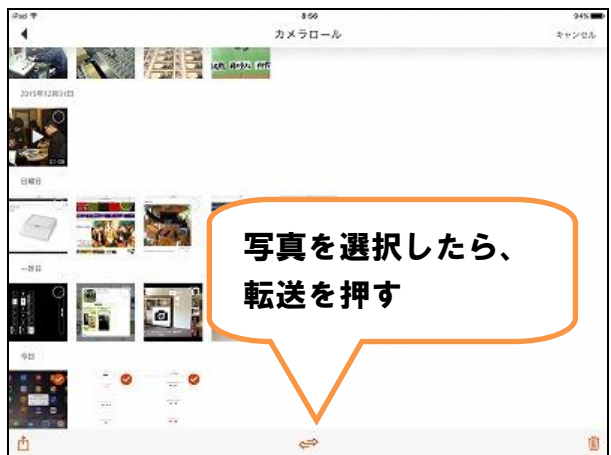 iPad
8:56
94%
カメラロール
キャンセル
2015年12月31日
01:09
日曜日
一昨日
今日
写真を選択したら、
転送を押す